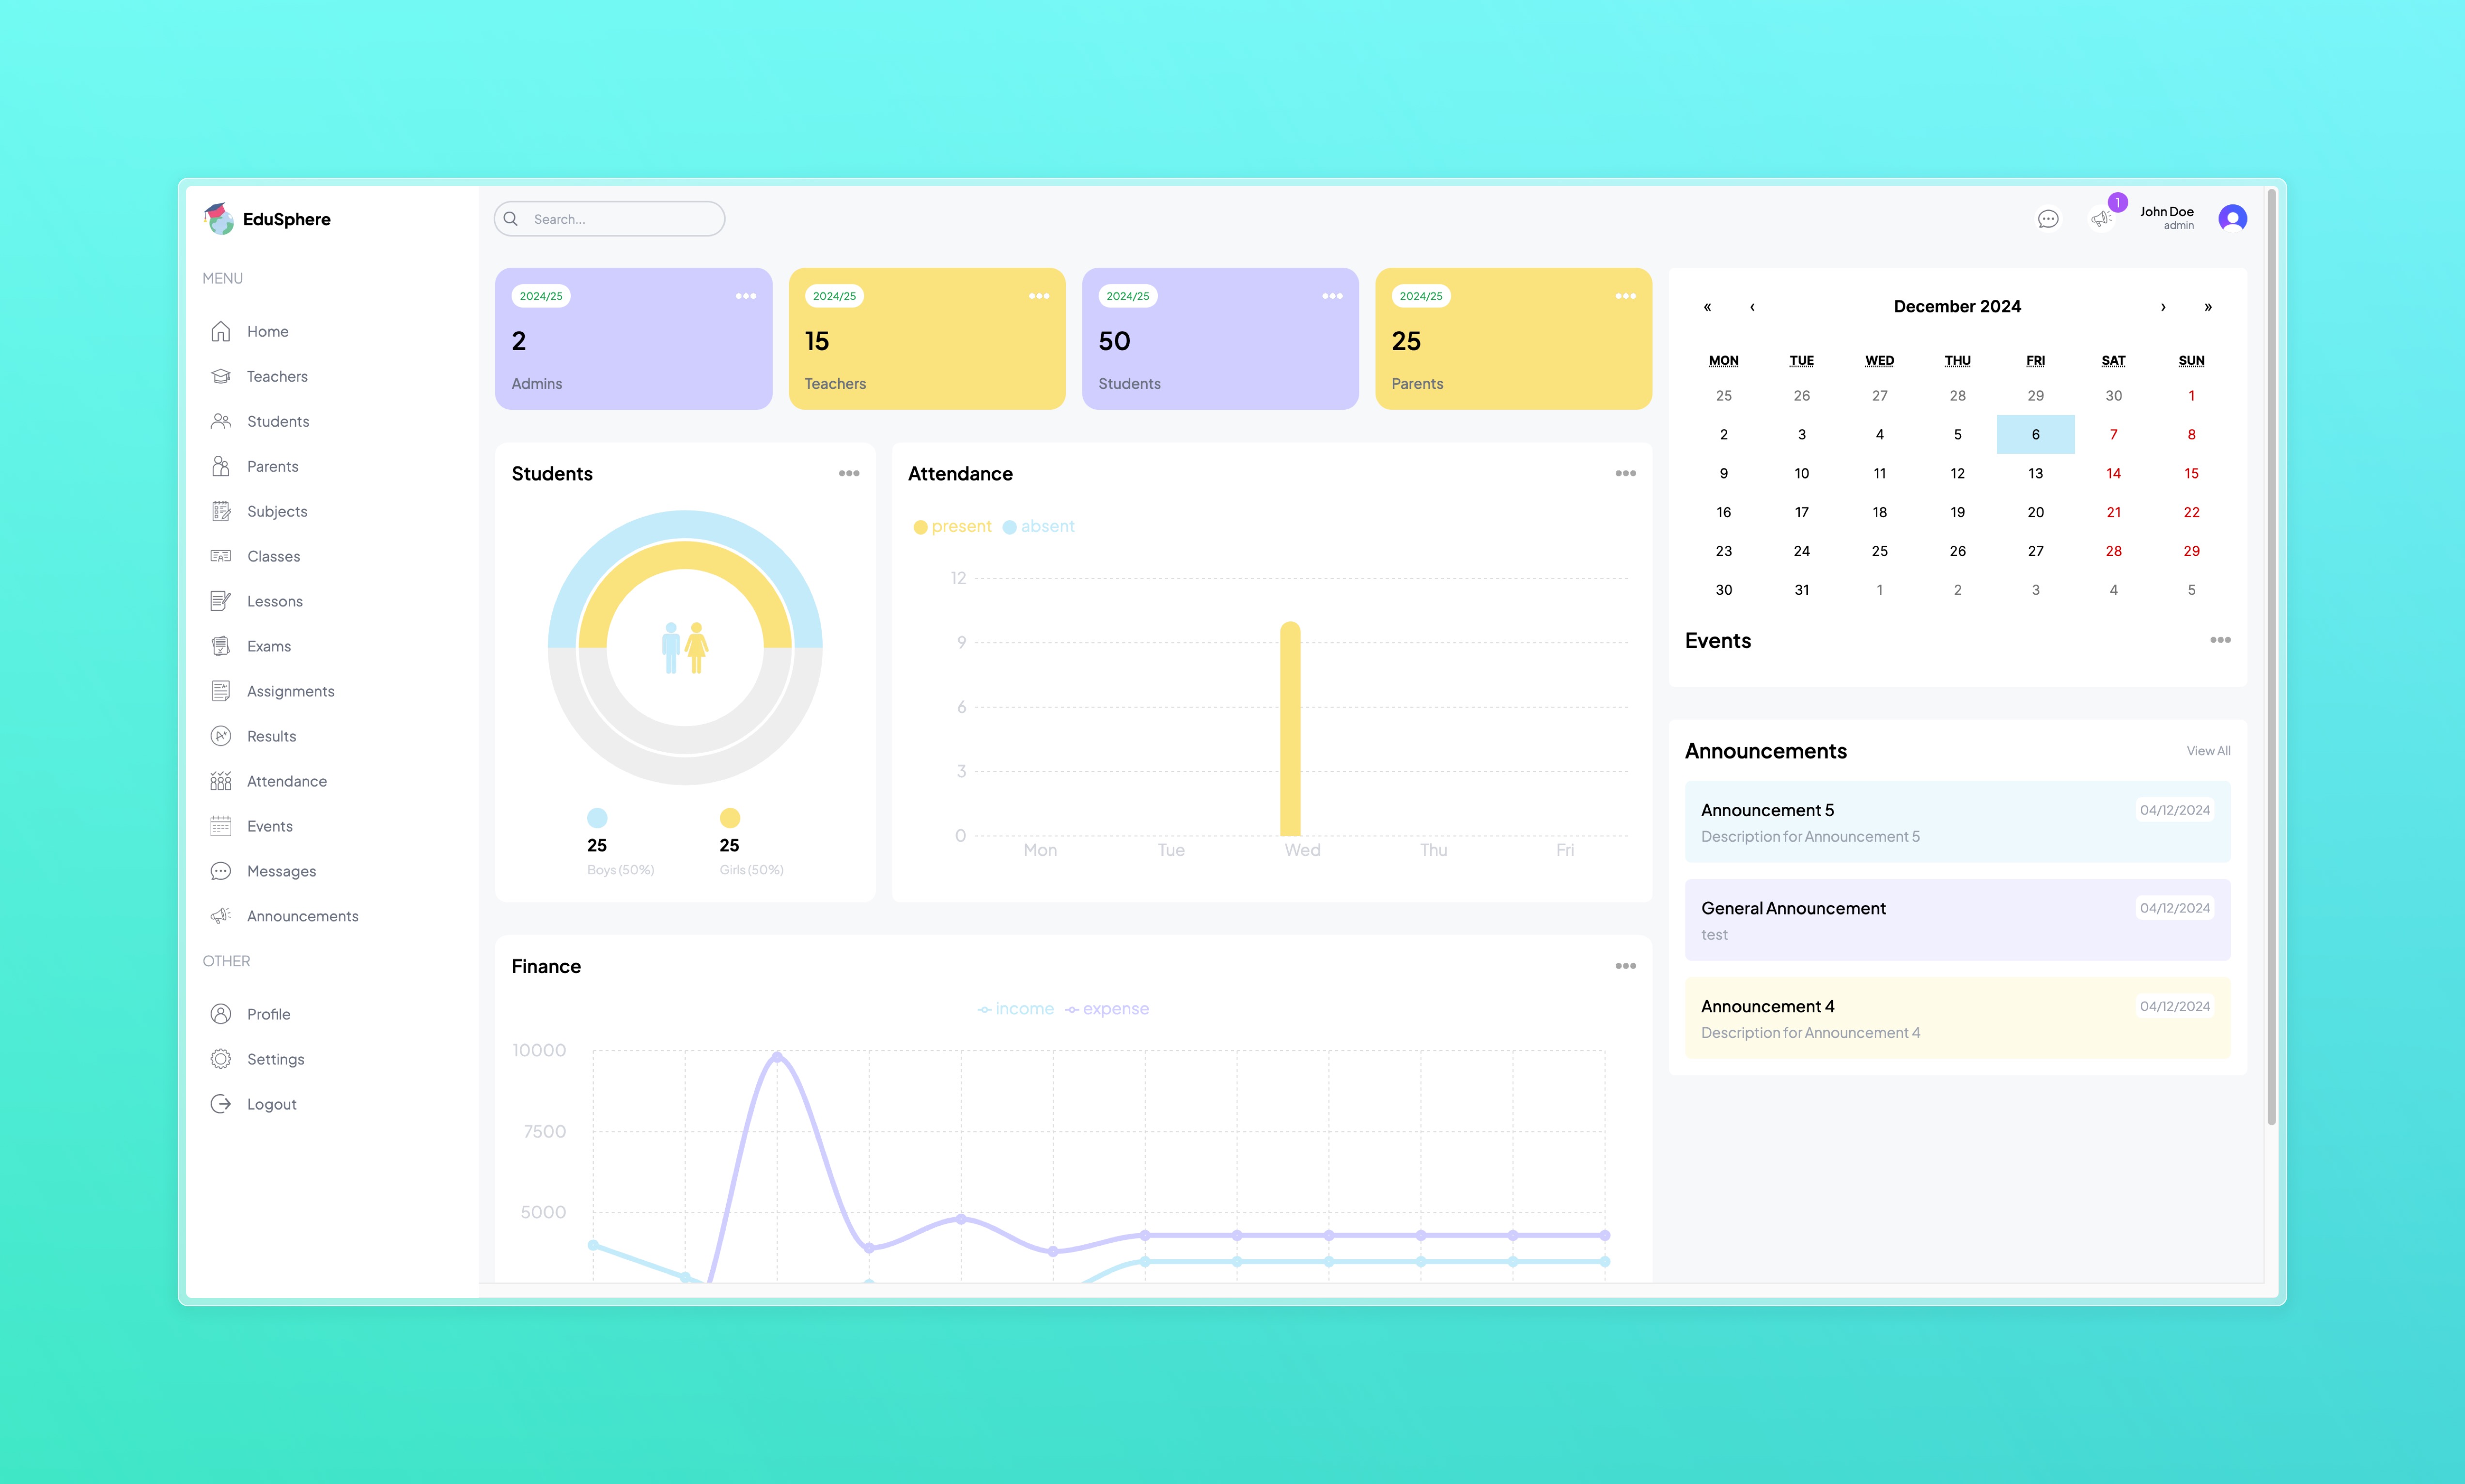 EduSphere
MENU
Home
Teachers
Students
Parents
Subjects
Classes
Lessons
Exams
Assignments
Results
Attendance
Events
Messages
Announcements
OTHER
Profile
Settings
Logout
Search...
1
John Doe
admin
2024/25
2
Admins
2024/25
15
Teachers
2024/25
50
Students
2024/25
25
Parents
Students
25
Boys (50%)
25
Girls (50%)
Attendance
present absent
12
9
6
3
0
Mon Tue Wed Thu Fri
Finance
income expense
10000
7500
5000
« ‹ December 2024 › »
MON TUE WED THU FRI SAT SUN
25 26 27 28 29 30 1
2 3 4 5 6 7 8
9 10 11 12 13 14 15
16 17 18 19 20 21 22
23 24 25 26 27 28 29
30 31 1 2 3 4 5
Events
Announcements View All
Announcement 5 04/12/2024
Description for Announcement 5
General Announcement 04/12/2024
test
Announcement 4 04/12/2024
Description for Announcement 4